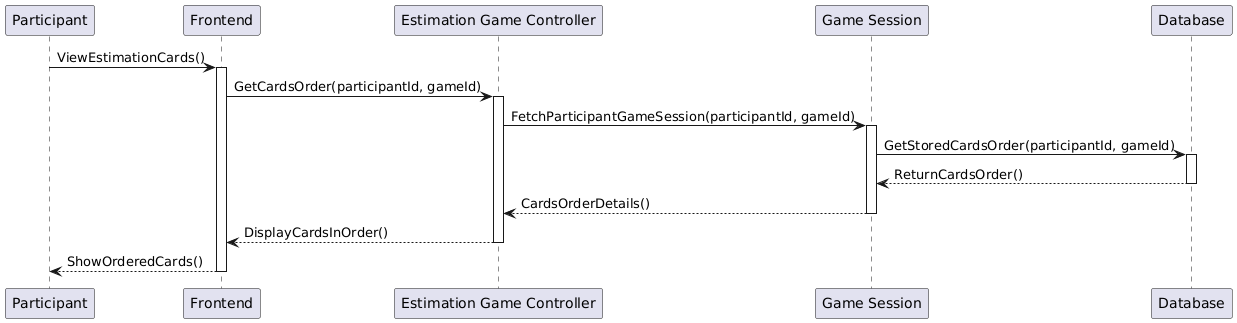 Participant
Frontend
Estimation Game Controller
Game Session
Database
ViewEstimationCards()
GetCardsOrder(participantId, gameId)
FetchParticipantGameSession(participantId, gameId)
GetStoredCardsOrder(participantId, gameId)
ReturnCardsOrder()
CardsOrderDetails()
DisplayCardsInOrder()
ShowOrderedCards()
Participant
Frontend
Estimation Game Controller
Game Session
Database